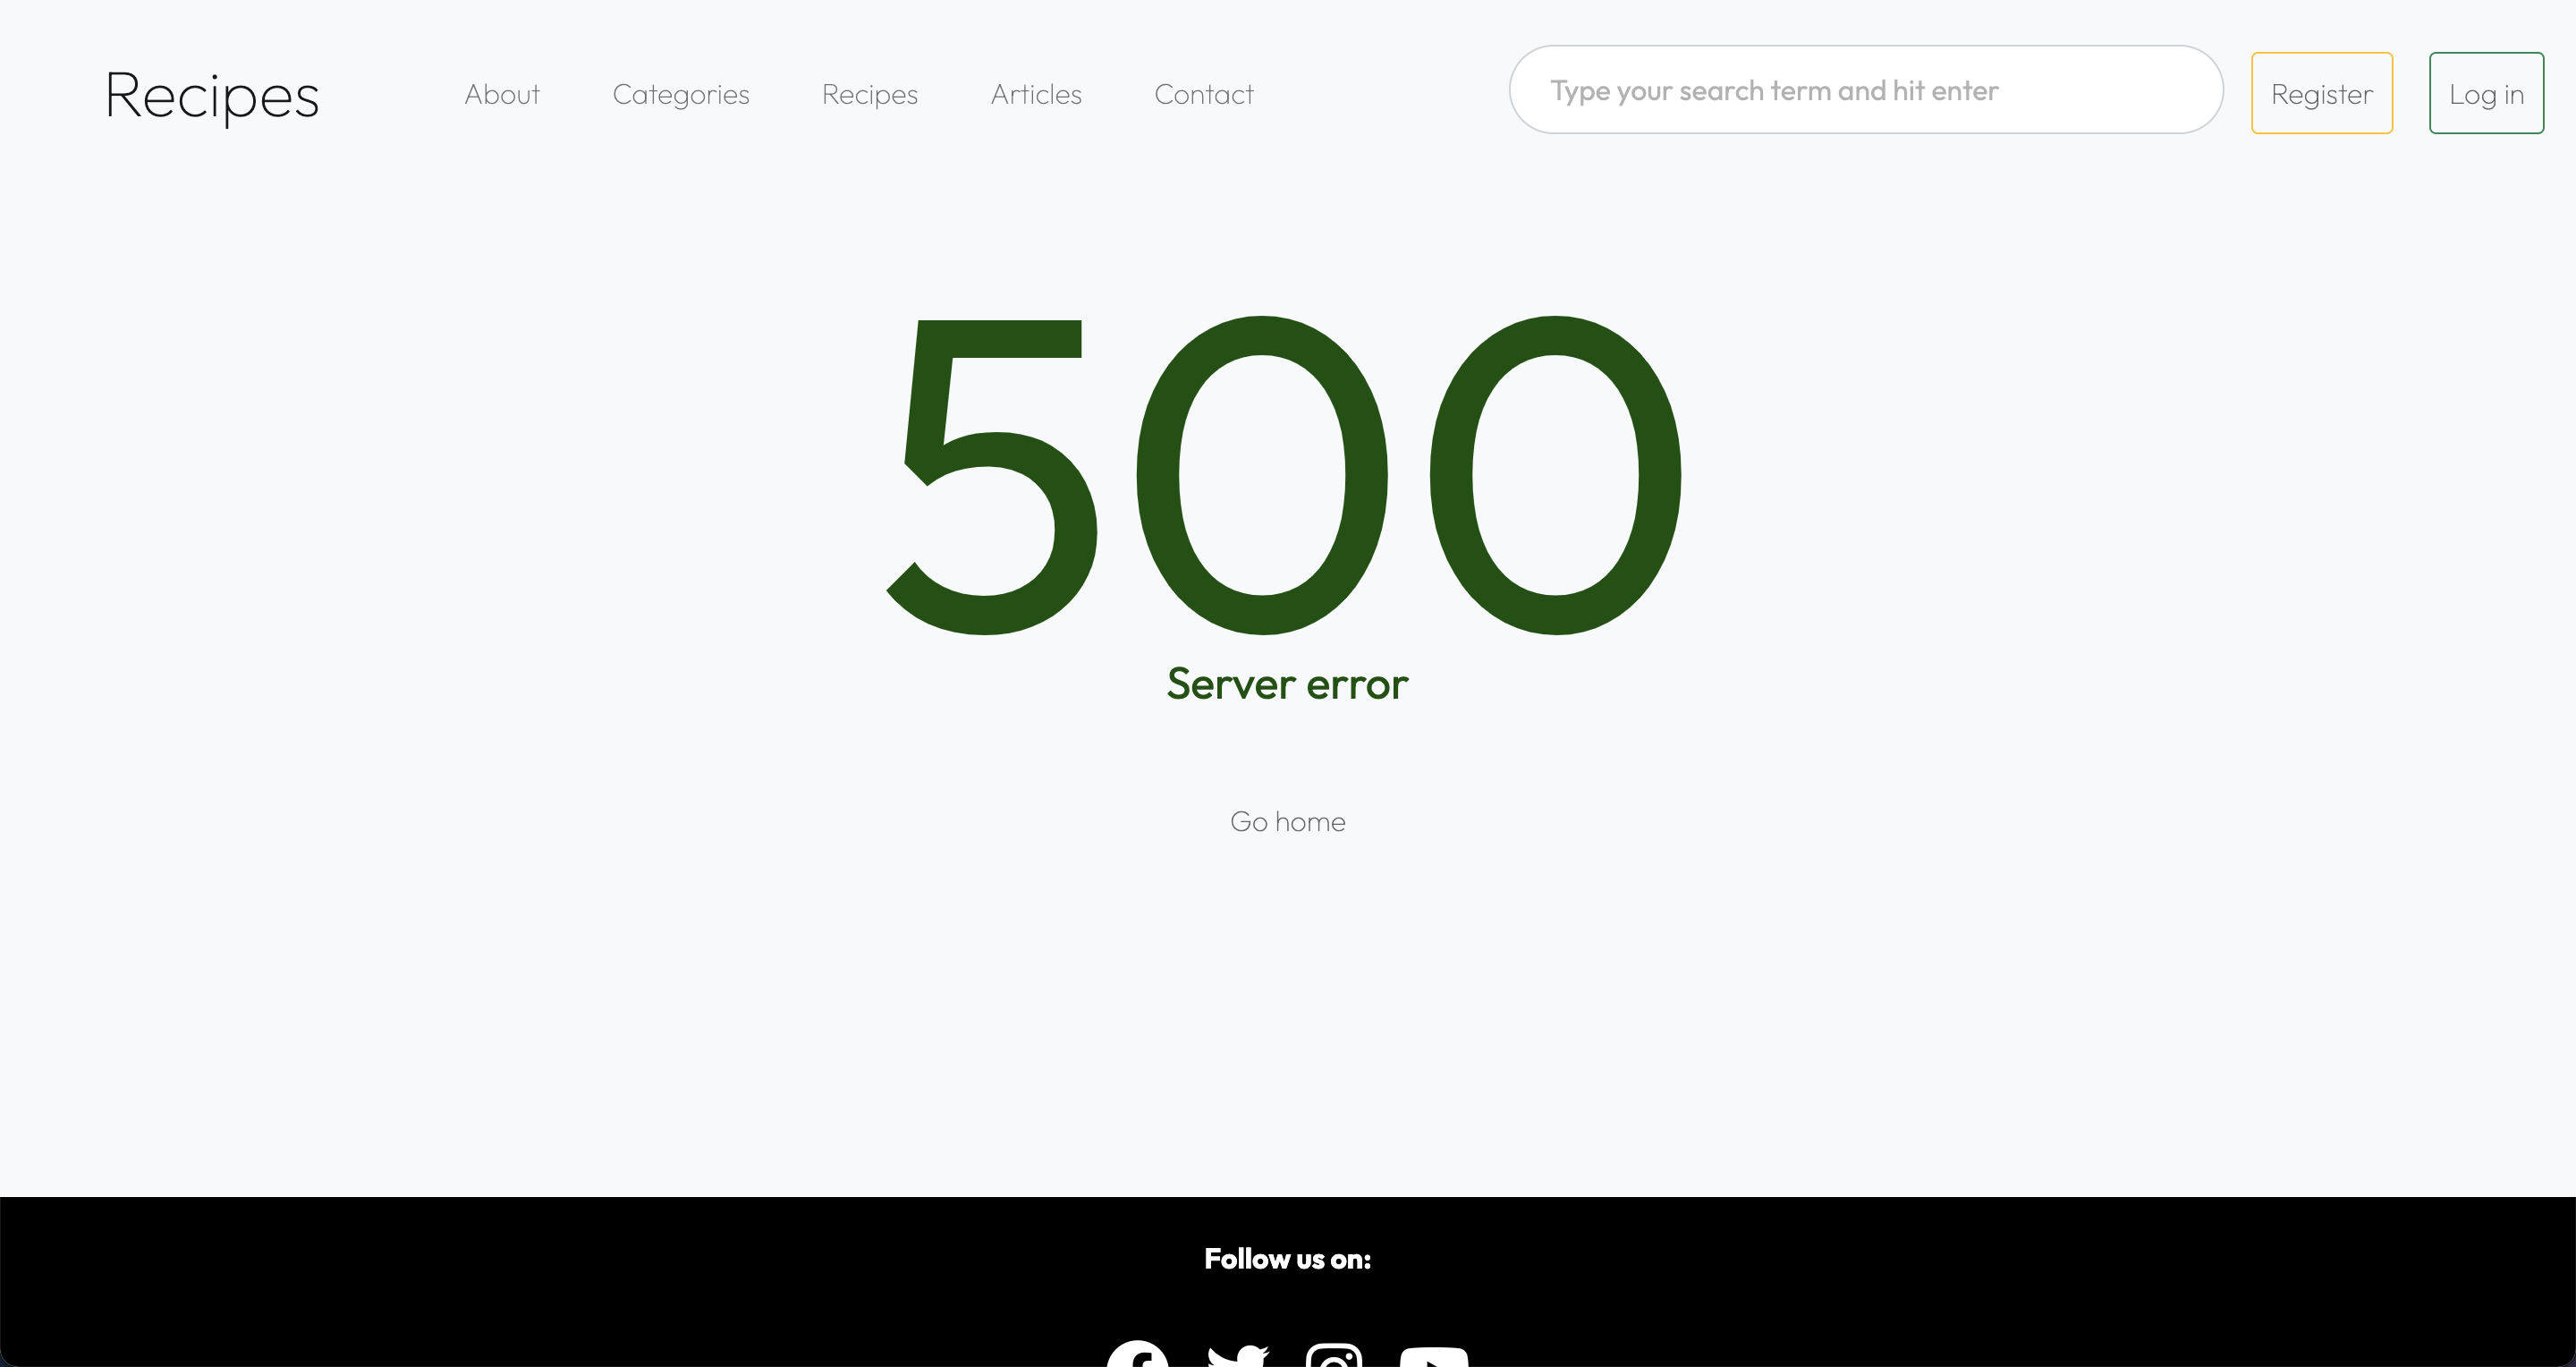 Recipes
About Categories Recipes Articles Contact
Type your search term and hit enter
Register
Log in
500
Server error
Go home
Follow us on: